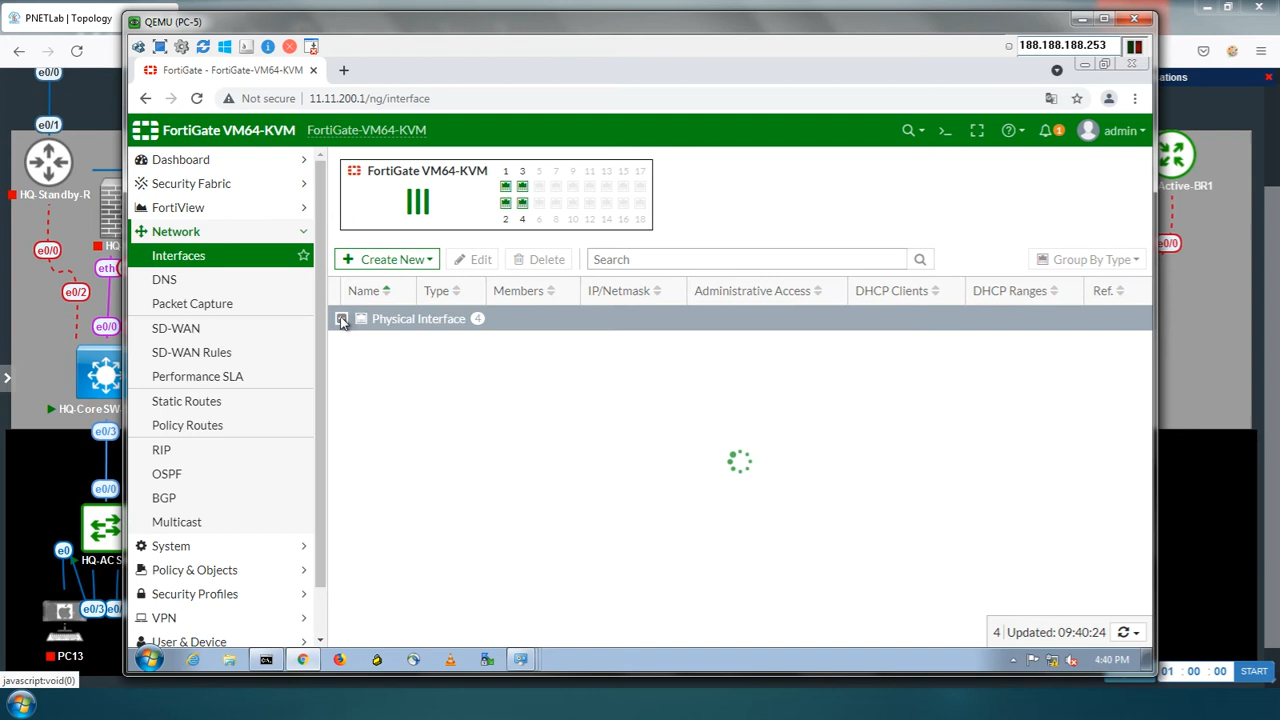 PNETLab | Topology
QEMU (PC-5)
188.188.188.253
FortiGate - FortiGate-VM64-KVM
Not secure
11.11.200.1/ng/interface
ations
FortiGate VM64-KVM
FortiGate-VM64-KVM
1
admin
Dashboard
Security Fabric
FortiView
Network
Interfaces
DNS
Packet Capture
SD-WAN
SD-WAN Rules
Performance SLA
Static Routes
Policy Routes
RIP
OSPF
BGP
Multicast
System
Policy & Objects
Security Profiles
VPN
User & Device
FortiGate VM64-KVM
1 3 5 7 9 11 13 15 17
2 4 6 8 10 12 14 16 18
Create New
Edit
Delete
Search
Group By Type
Name
Type
Members
IP/Netmask
Administrative Access
DHCP Clients
DHCP Ranges
Ref.
Physical Interface 4
4 Updated: 09:40:24
4:40 PM
e0/0
e0/1
HQ-Standby-R
e0/0
e0/2
HQ
eth
e0/0
HQ-CoreSW
e0/3
e0/0
e0
HQ-AC S
e0/3
e0/
PC13
Active-BR1
e0/0
javascript:void(0)
01 : 00 : 00
START